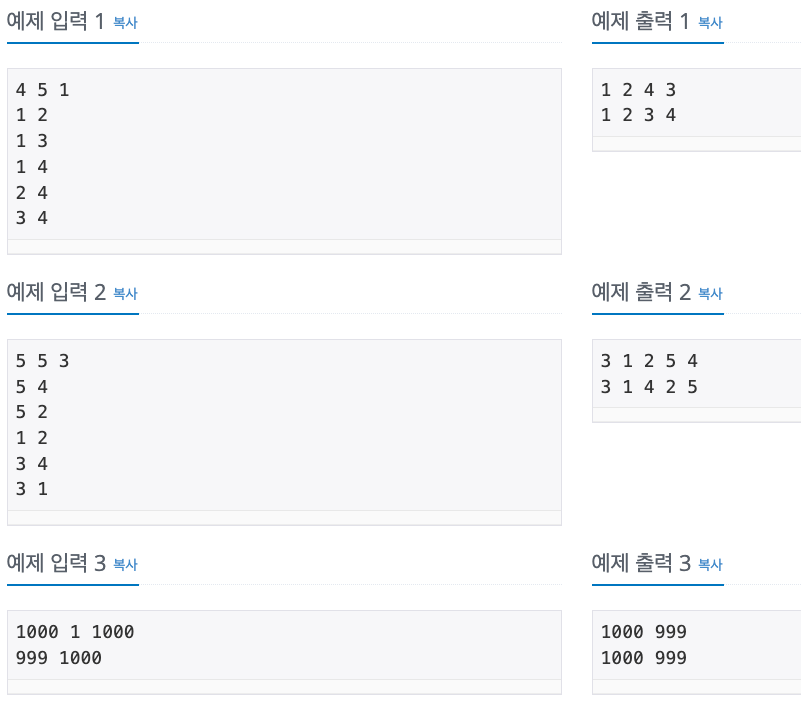 예제 입력 1 복사
4 5 1
1 2
1 3
1 4
2 4
3 4
예제 출력 1 복사
1 2 4 3
1 2 3 4
예제 입력 2 복사
5 5 3
5 4
5 2
1 2
3 4
3 1
예제 출력 2 복사
3 1 2 5 4
3 1 4 2 5
예제 입력 3 복사
1000 1 1000
999 1000
예제 출력 3 복사
1000 999
1000 999